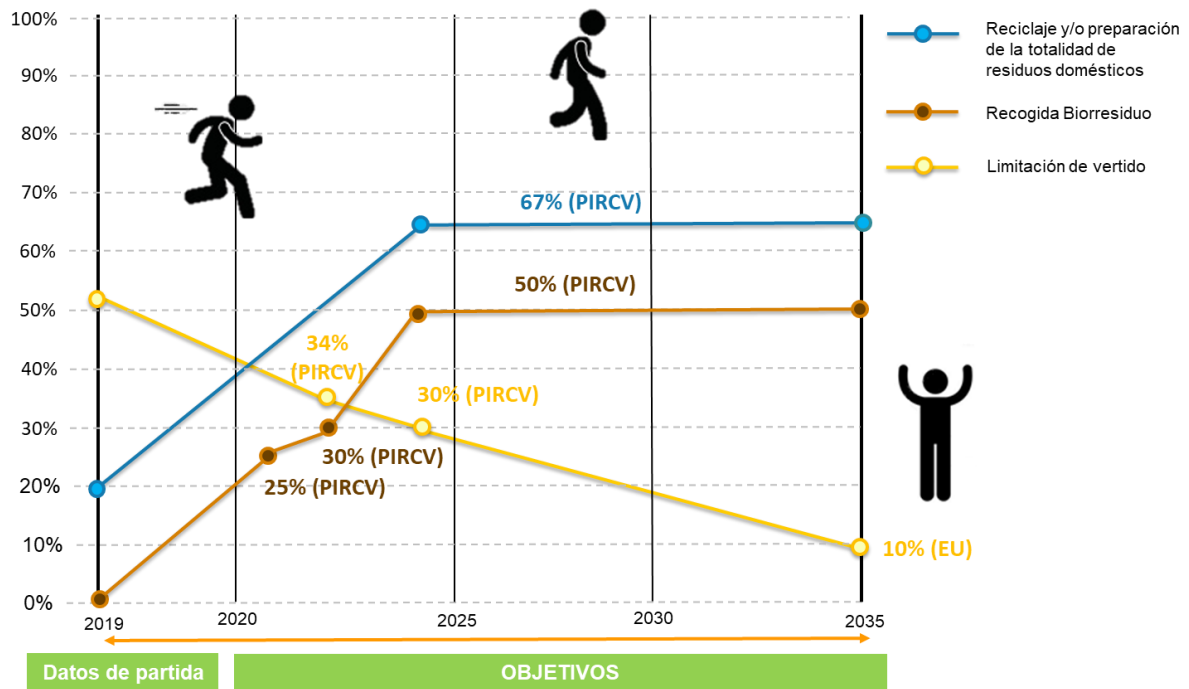 100%
90%
80%
70%
60%
50%
40%
30%
20%
10%
0%
67% (PIRCV)
50% (PIRCV)
34%
(PIRCV)
30% (PIRCV)
30% (PIRCV)
25% (PIRCV)
10% (EU)
2019
2020
2025
2030
2035
Datos de partida
OBJETIVOS
Reciclaje y/o preparación
de la totalidad de
residuos domésticos
Recogida Biorresiduo
Limitación de vertido